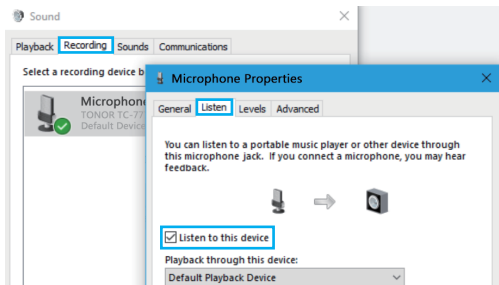 Sound
Playback Recording Sounds Communications
Select a recording device b
Microphone Properties
Microphone
TONOR TC-77
Default Device
General Listen Levels Advanced
You can listen to a portable music player or other device through
this microphone jack. If you connect a microphone, you may hear
feedback.
Listen to this device
Playback through this device:
Default Playback Device